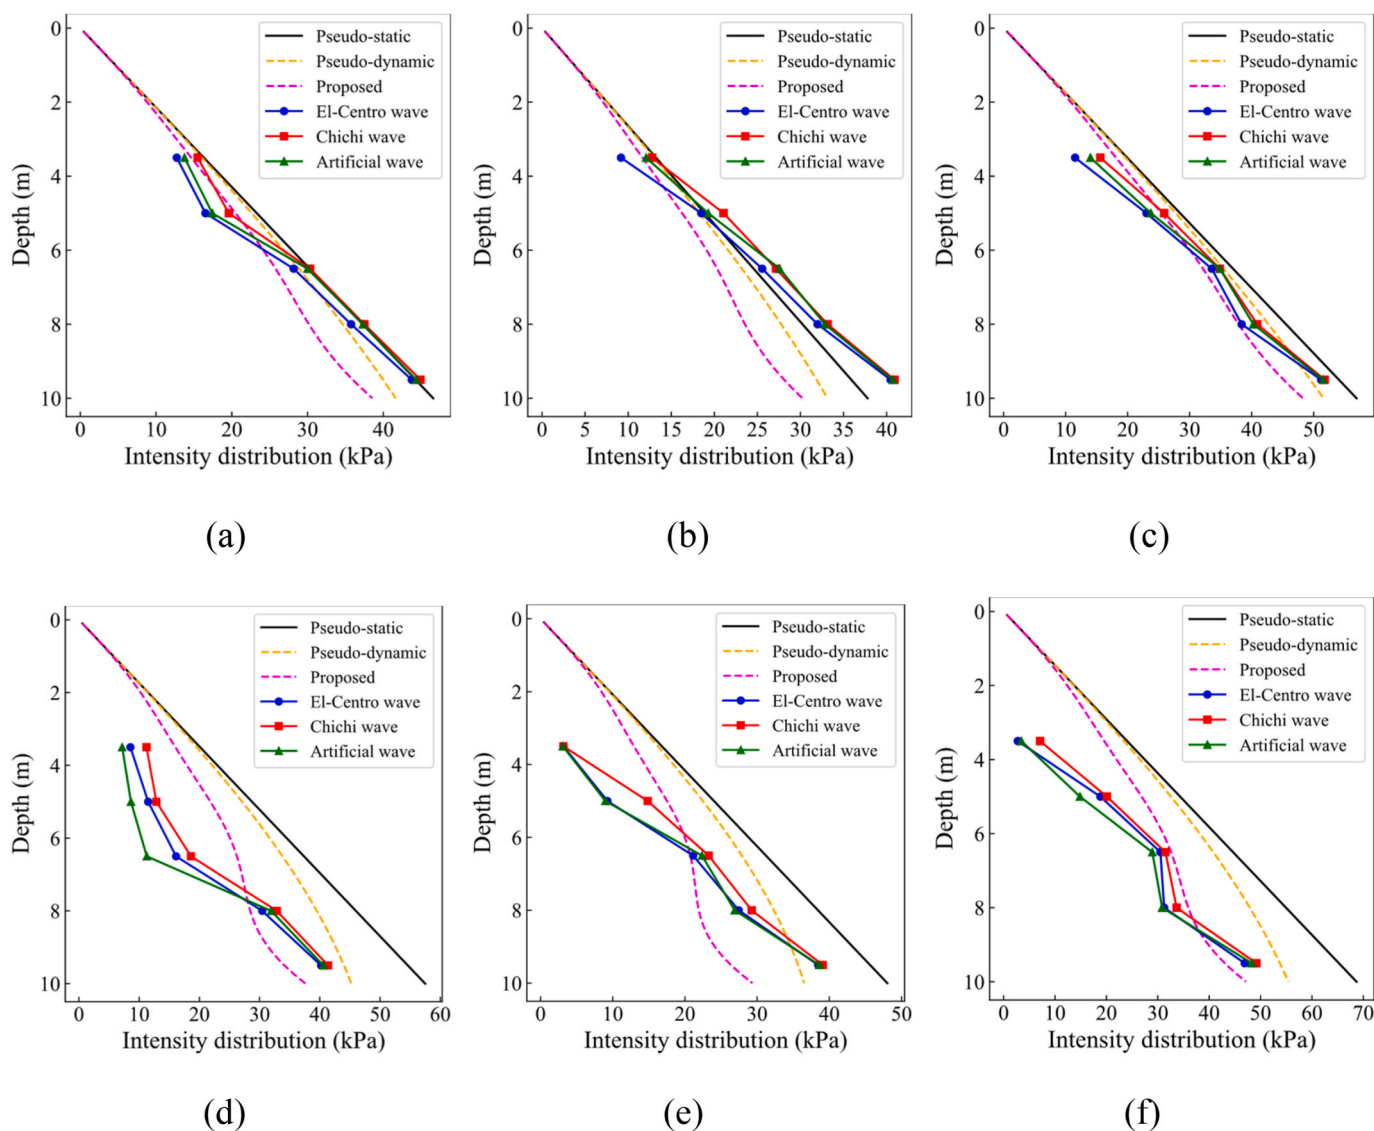 0
2
4
6
8
10
Depth (m)
Pseudo-static
Pseudo-dynamic
Proposed
El-Centro wave
Chichi wave
Artificial wave
10 20 30 40
Intensity distribution (kPa)
(a)
0
2
4
6
8
10
Depth (m)
Pseudo-static
Pseudo-dynamic
Proposed
El-Centro wave
Chichi wave
Artificial wave
0 5 10 15 20 25 30 35 40
Intensity distribution (kPa)
(b)
0
2
4
6
8
10
Depth (m)
Pseudo-static
Pseudo-dynamic
Proposed
El-Centro wave
Chichi wave
Artificial wave
0 10 20 30 40 50
Intensity distribution (kPa)
(c)
0
2
4
6
8
10
Depth (m)
Pseudo-static
Pseudo-dynamic
Proposed
El-Centro wave
Chichi wave
Artificial wave
0 10 20 30 40 50 60
Intensity distribution (kPa)
(d)
0
2
4
6
8
10
Depth (m)
Pseudo-static
Pseudo-dynamic
Proposed
El-Centro wave
Chichi wave
Artificial wave
0 10 20 30 40 50
Intensity distribution (kPa)
(e)
0
2
4
6
8
10
Depth (m)
Pseudo-static
Pseudo-dynamic
Proposed
El-Centro wave
Chichi wave
Artificial wave
0 10 20 30 40 50 60 70
Intensity distribution (kPa)
(f)